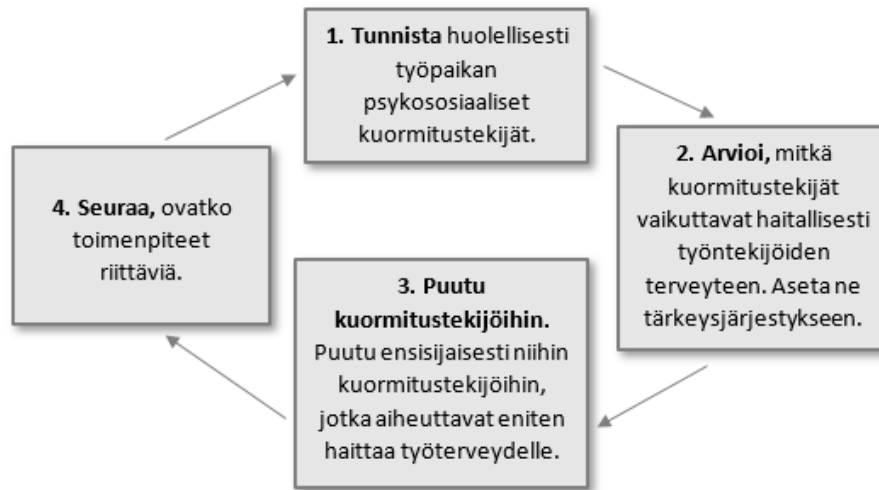 1. Tunnista huolellisesti
työpaikan
psykososiaaliset
kuormitustekijät.
2. Arvioi, mitkä
kuormitustekijät
vaikuttavat haitallisesti
työntekijöiden
terveyteen. Aseta ne
tärkeysjärjestykseen.
3. Puutu
kuormitustekijöihin.
Puutu ensisijaisesti niihin
kuormitustekijöihin,
jotka aiheuttavat eniten
haittaa työterveydelle.
4. Seuraa, ovatko
toimenpiteet
riittäviä.